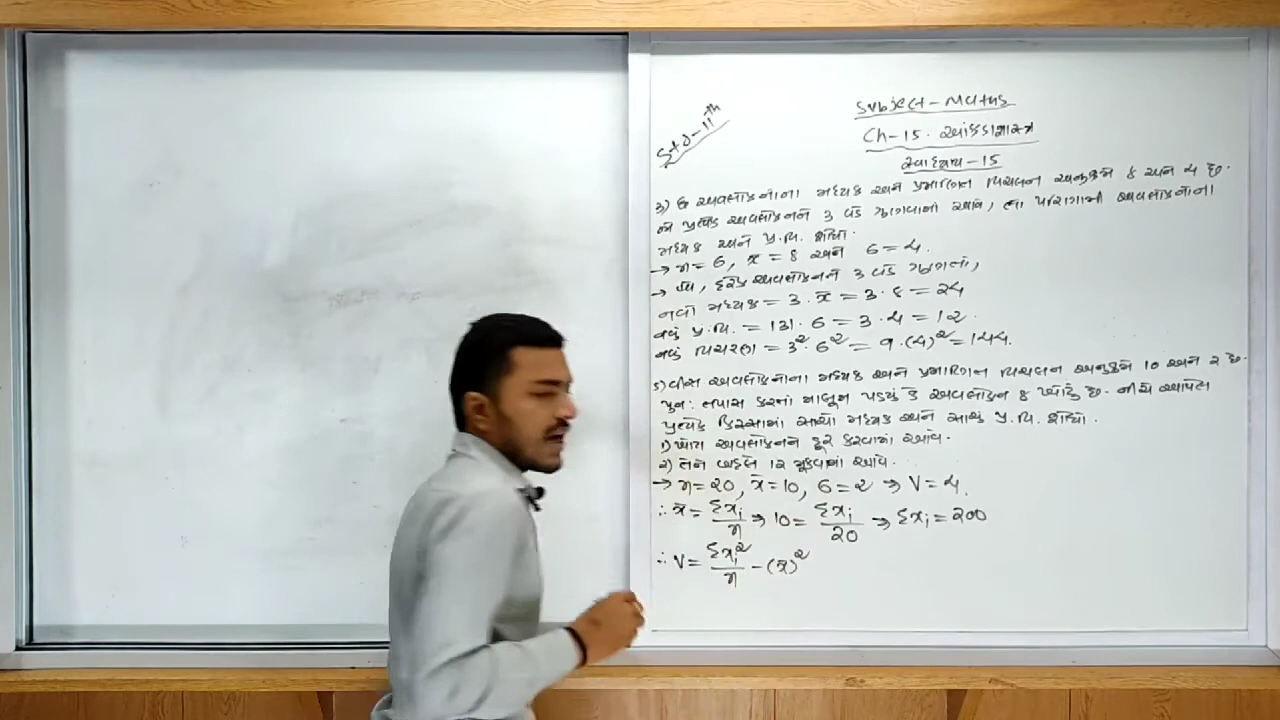 Std-11th
Subject-Maths
Ch-15. આંકડાશાસ્ત્ર
સ્વાધ્યાય-15
3) છ અવલોકનોના મધ્યક અને પ્રમાણિત વિચલન અનુક્રમે 8 અને 4 છે.
જો પ્રત્યેક અવલોકનને 3 વડે ગુણવામાં આવે, તો પરિણામી અવલોકનોના
મધ્યક અને પ્ર.વિ. શોધો.
→ n=6, x̄=8 અને σ=4.
→ હવે, દરેક અવલોકનને 3 વડે ગુણતાં,
નવો મધ્યક = 3·x̄ = 3·8 = 24
નવું પ્ર.વિ. = |3|·σ = 3·4 = 12.
નવું વિચરણ = 3²·σ² = 9·(4)² = 144.
5) વીસ અવલોકનોના મધ્યક અને પ્રમાણિત વિચલન અનુક્રમે 10 અને 2 છે.
પુનઃ તપાસ કરતાં માલૂમ પડ્યું કે અવલોકન 8 ખોટું છે. નીચે આપેલ
પ્રત્યેક કિસ્સામાં સાચો મધ્યક અને સાચું પ્ર.વિ. શોધો.
1) ખોટા અવલોકનને દૂર કરવામાં આવે.
2) તેને બદલે 12 મૂકવામાં આવે.
→ n=20, x̄=10, σ=2 ⇒ V=4.
∴ x̄ = Σxi/n ⇒ 10 = Σxi/20 ⇒ Σxi = 200
∴ V = Σxi²/n - (x̄)²